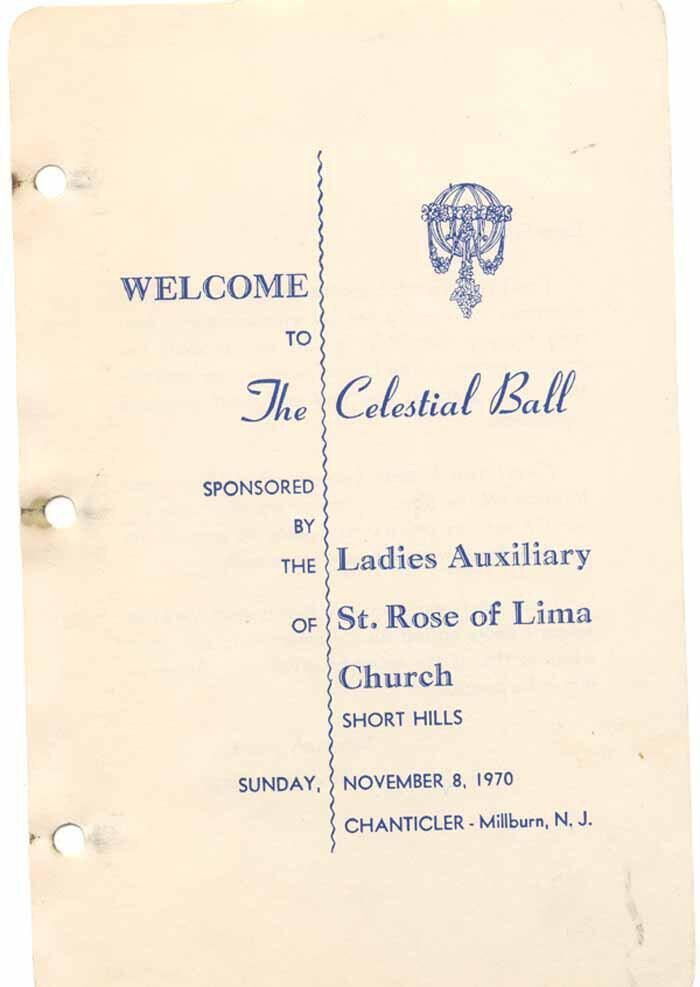 WELCOME
TO
The Celestial Ball
SPONSORED
BY
THE Ladies Auxiliary
OF St. Rose of Lima
Church
SHORT HILLS
SUNDAY, NOVEMBER 8, 1970
CHANTICLER - Millburn, N. J.